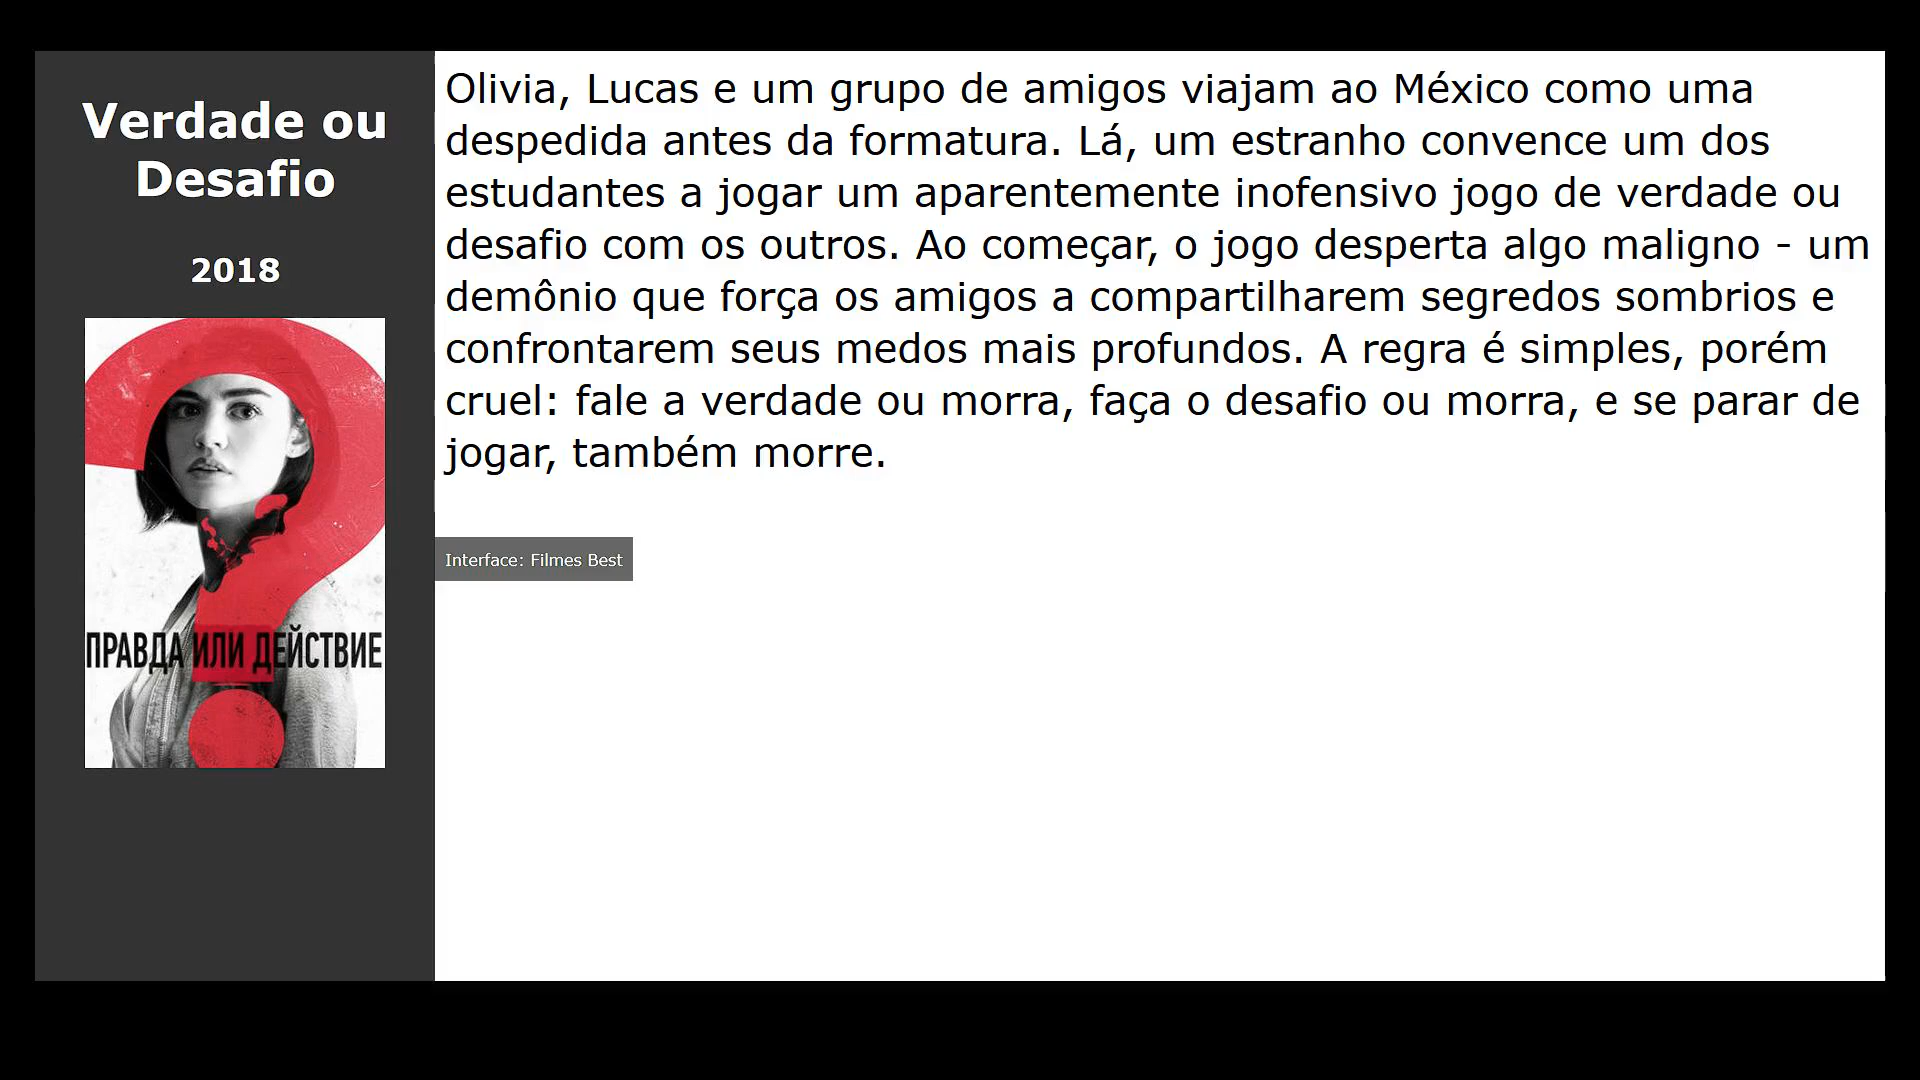 Verdade ou
Desafio
2018
ПРАВДА ИЛИ ДЕЙСТВИЕ
Olivia, Lucas e um grupo de amigos viajam ao México como uma
despedida antes da formatura. Lá, um estranho convence um dos
estudantes a jogar um aparentemente inofensivo jogo de verdade ou
desafio com os outros. Ao começar, o jogo desperta algo maligno - um
demônio que força os amigos a compartilharem segredos sombrios e
confrontarem seus medos mais profundos. A regra é simples, porém
cruel: fale a verdade ou morra, faça o desafio ou morra, e se parar de
jogar, também morre.
Interface: Filmes Best